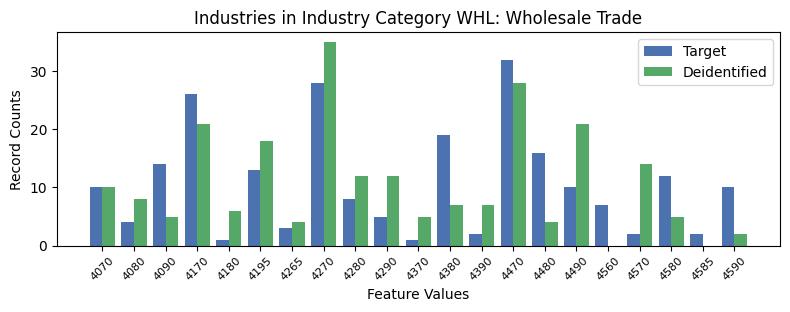 Industries in Industry Category WHL: Wholesale Trade
Target
Deidentified
Record Counts
30
20
10
0
4070 4080 4090 4170 4180 4195 4265 4270 4280 4290 4370 4380 4390 4470 4480 4490 4560 4570 4580 4585 4590
Feature Values